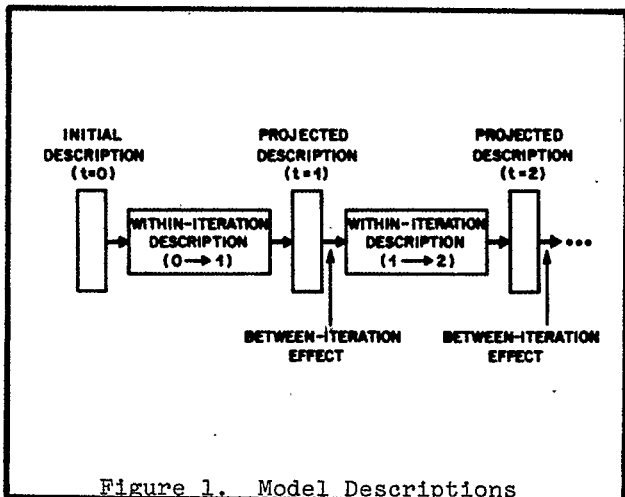 INITIAL
DESCRIPTION
(t=0)
PROJECTED
DESCRIPTION
(t=1)
PROJECTED
DESCRIPTION
(t=2)
WITHIN-ITERATION
DESCRIPTION
(0→1)
WITHIN-ITERATION
DESCRIPTION
(1→2)
BETWEEN-ITERATION
EFFECT
BETWEEN-ITERATION
EFFECT
Figure 1. Model Descriptions